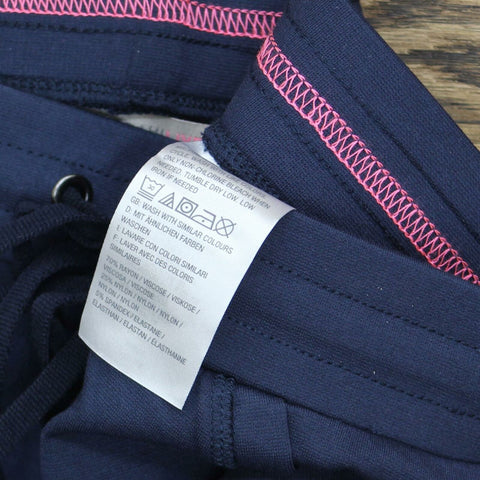 ONLY NON-CHLORINE BLEACH WHEN
NEEDED. TUMBLE DRY LOW. LOW
IRON IF NEEDED
GB: WASH WITH SIMILAR COLOURS
D: MIT ÄHNLICHEN FARBEN
WASCHEN
I: LAVARE CON COLORI SIMILARI
F: LAVER AVEC DES COLORIS
SIMILAIRES
70% RAYON / VISCOSE / VISKOSE /
VISCOSA / VISCOSE
25% NYLON / NYLON / NYLON /
NYLON / NYLON
5% SPANDEX / ELASTANE /
ELASTHAN / ELASTAN / ELASTHANNE